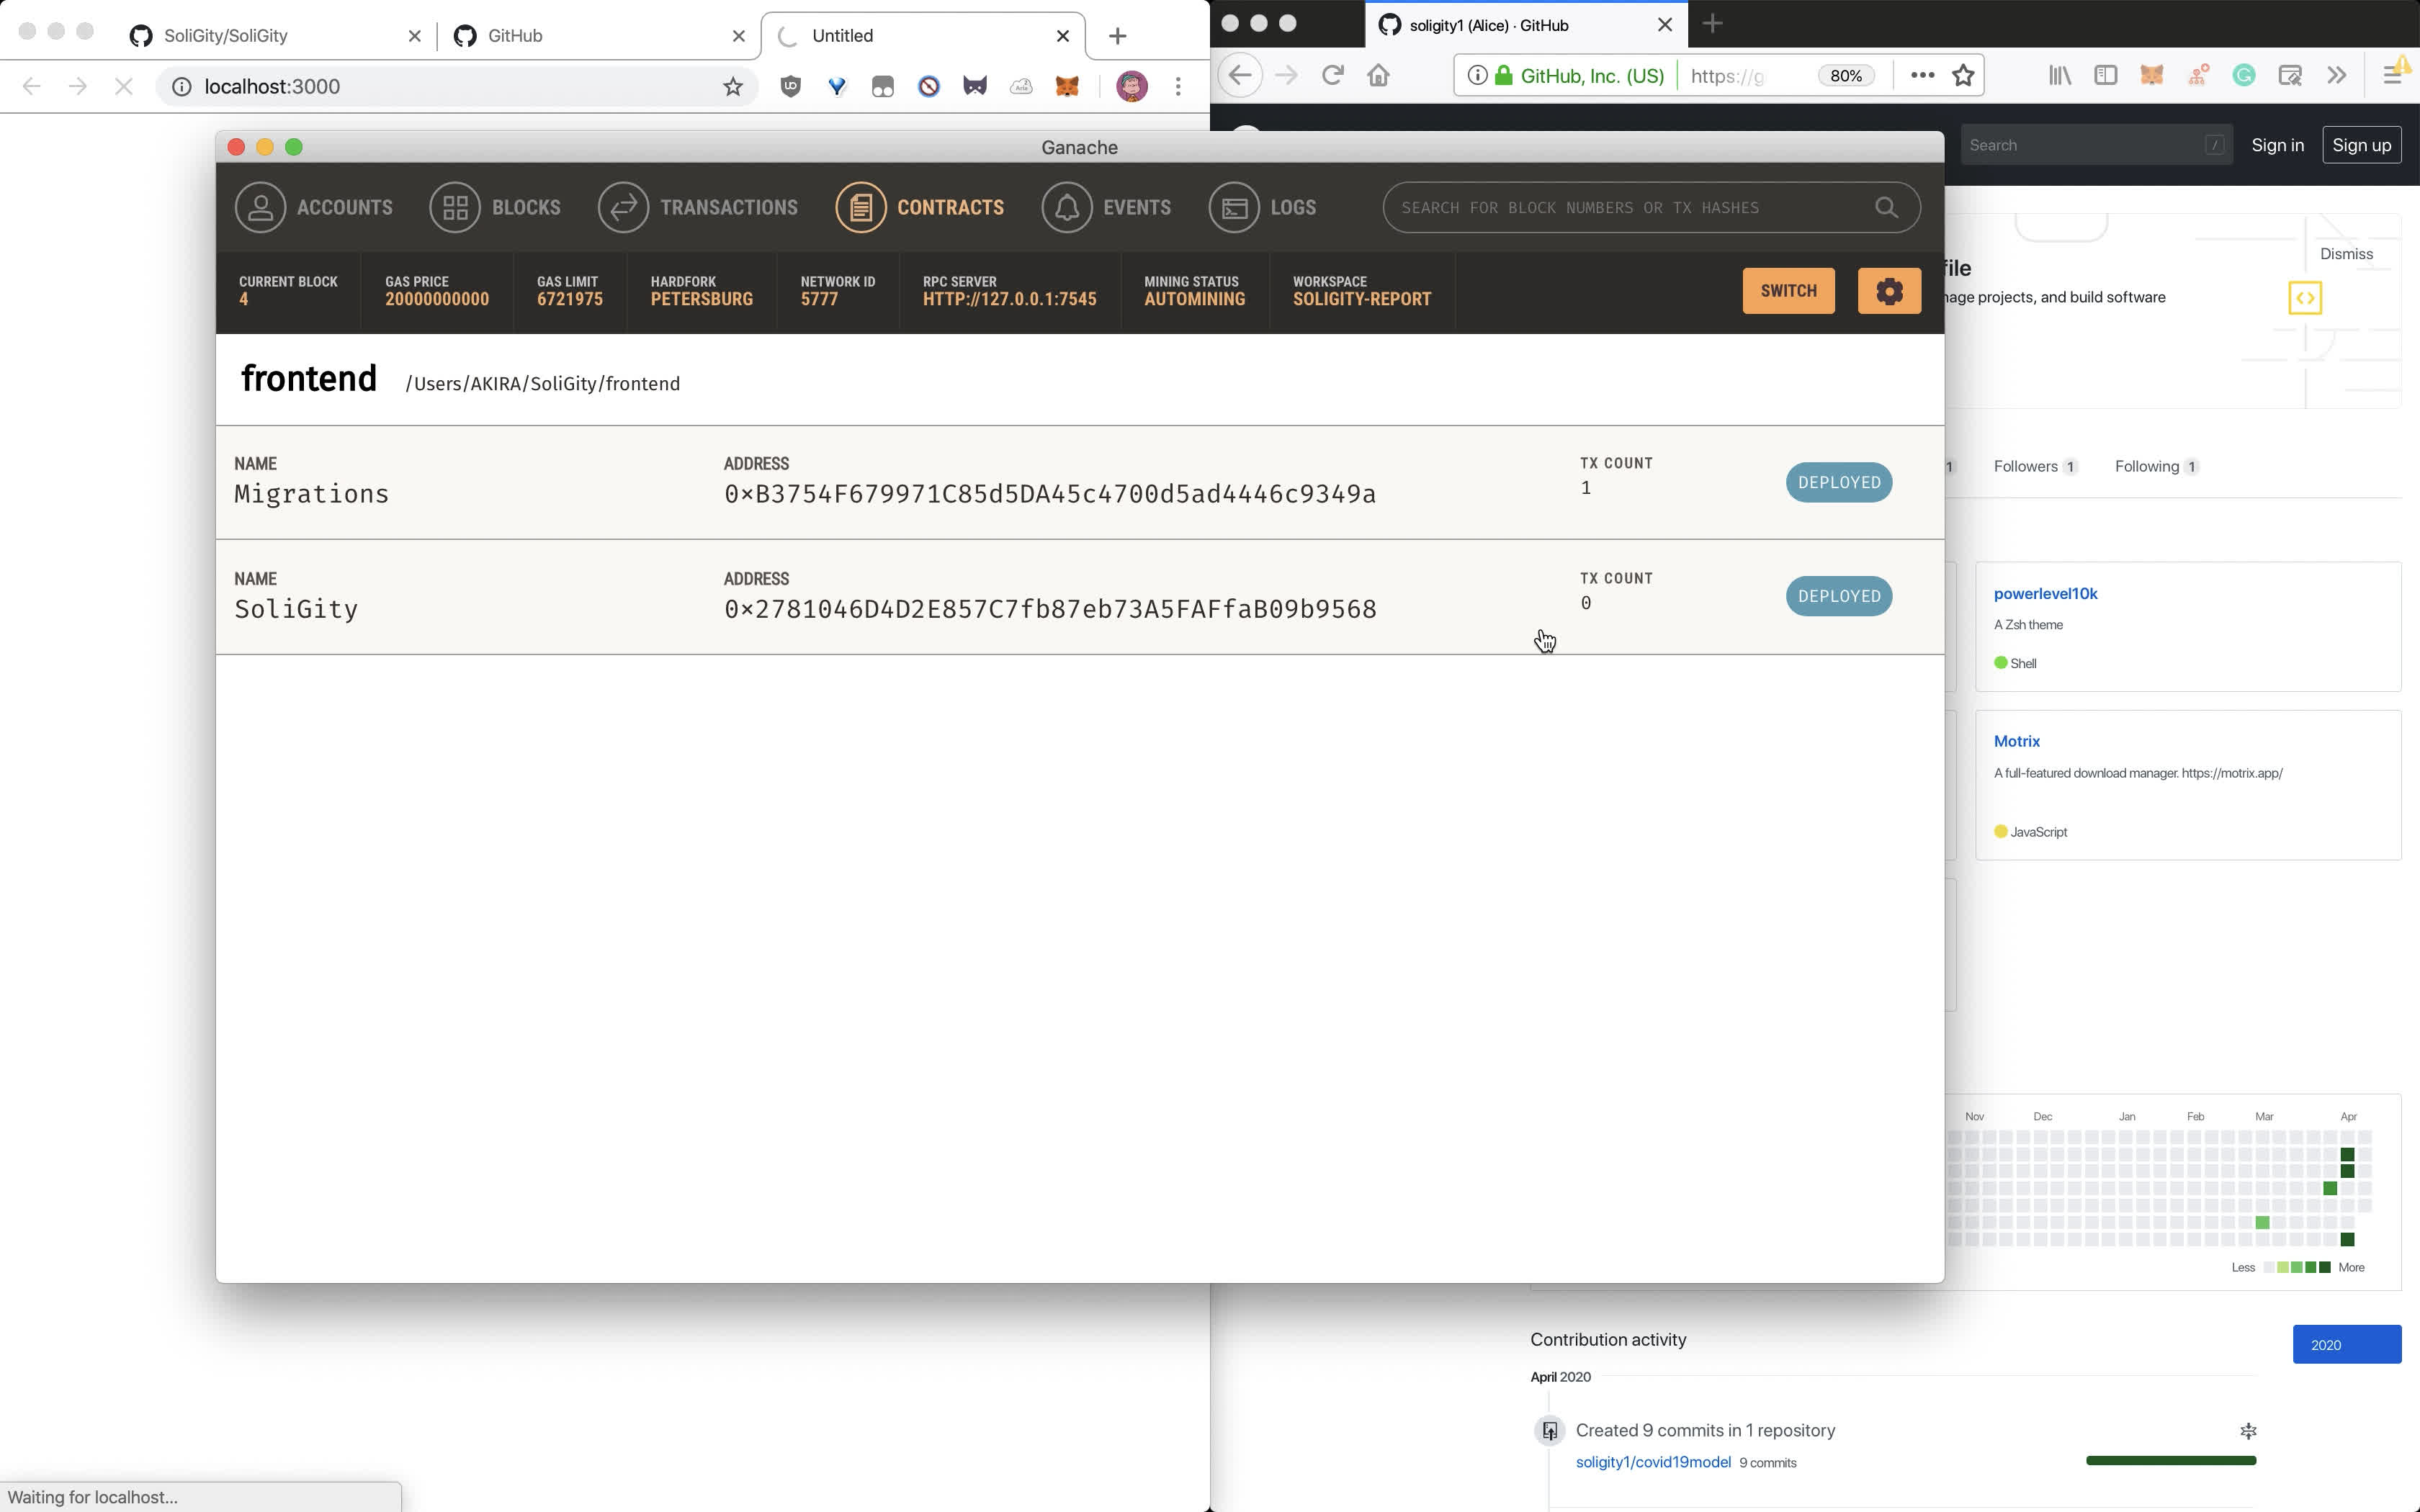 SoliGity/SoliGity
GitHub
Untitled
soligity1 (Alice) · GitHub
localhost:3000
GitHub, Inc. (US)
https://g
80%
Ganache
Search
/
Sign in
Sign up
ACCOUNTS
BLOCKS
TRANSACTIONS
CONTRACTS
EVENTS
LOGS
SEARCH FOR BLOCK NUMBERS OR TX HASHES
CURRENT BLOCK
4
GAS PRICE
20000000000
GAS LIMIT
6721975
HARDFORK
PETERSBURG
NETWORK ID
5777
RPC SERVER
HTTP://127.0.0.1:7545
MINING STATUS
AUTOMINING
WORKSPACE
SOLIGITY-REPORT
SWITCH
Dismiss
projects, and build software
frontend
/Users/AKIRA/SoliGity/frontend
NAME
Migrations
ADDRESS
0×B3754F679971C85d5DA45c4700d5ad4446c9349a
TX COUNT
1
DEPLOYED
NAME
SoliGity
ADDRESS
0×2781046D4D2E857C7fb87eb73A5FAFfaB09b9568
TX COUNT
0
DEPLOYED
1
Followers 1
Following 1
powerlevel10k
A Zsh theme
Shell
Motrix
A full-featured download manager. https://motrix.app/
JavaScript
Nov Dec Jan Feb Mar Apr
Less More
Contribution activity
2020
April 2020
Created 9 commits in 1 repository
soligity1/covid19model 9 commits
Waiting for localhost...